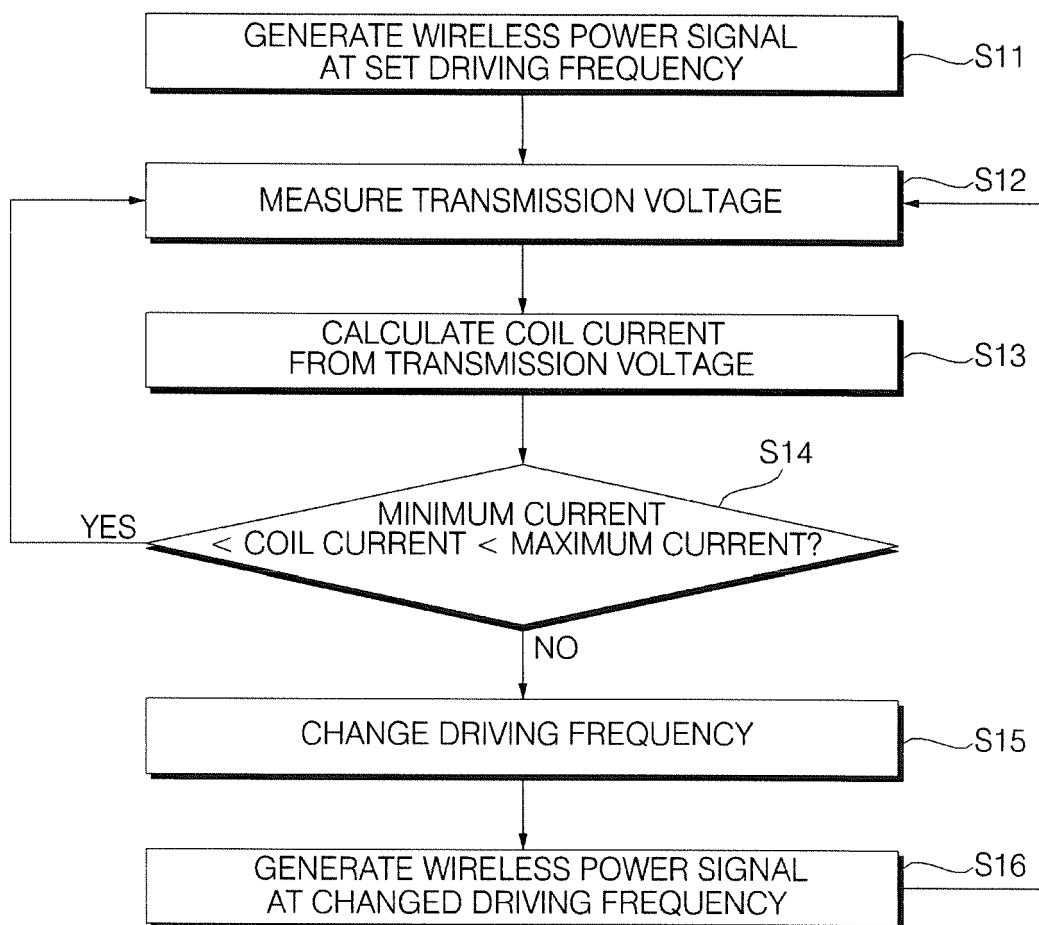 GENERATE WIRELESS POWER SIGNAL
AT SET DRIVING FREQUENCY
S11
MEASURE TRANSMISSION VOLTAGE
S12
CALCULATE COIL CURRENT
FROM TRANSMISSION VOLTAGE
S13
S14
MINIMUM CURRENT
< COIL CURRENT < MAXIMUM CURRENT?
YES
NO
CHANGE DRIVING FREQUENCY
S15
GENERATE WIRELESS POWER SIGNAL
AT CHANGED DRIVING FREQUENCY
S16